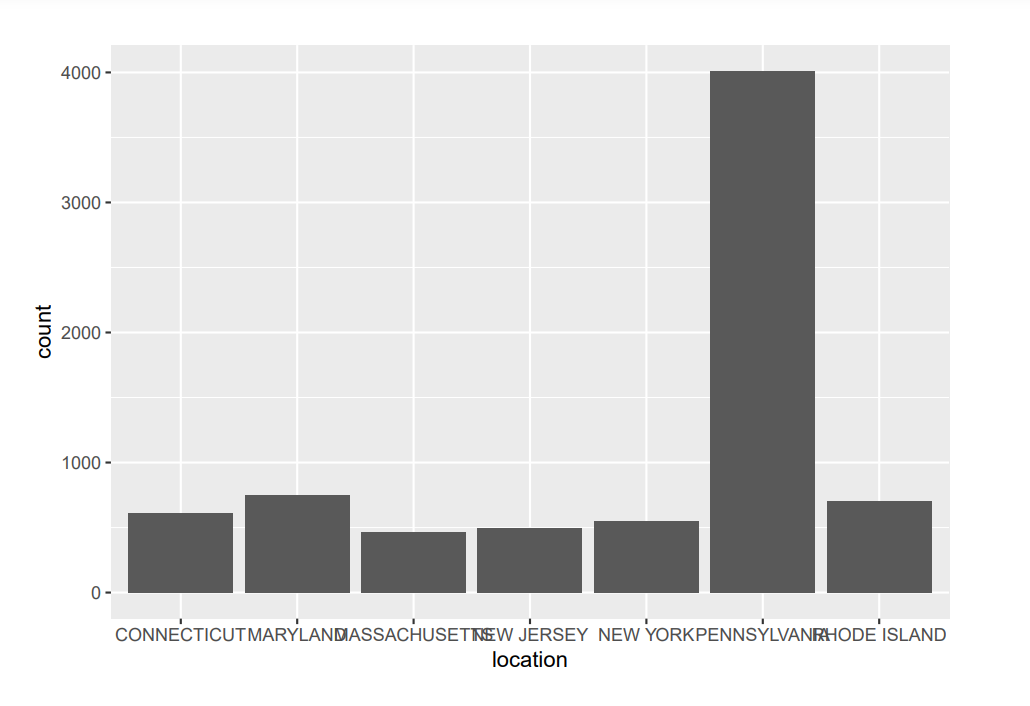 4000
3000
2000
1000
0
count
CONNECTICUT MARYLAND MASSACHUSETTS NEW JERSEY NEW YORK PENNSYLVANIA RHODE ISLAND
location